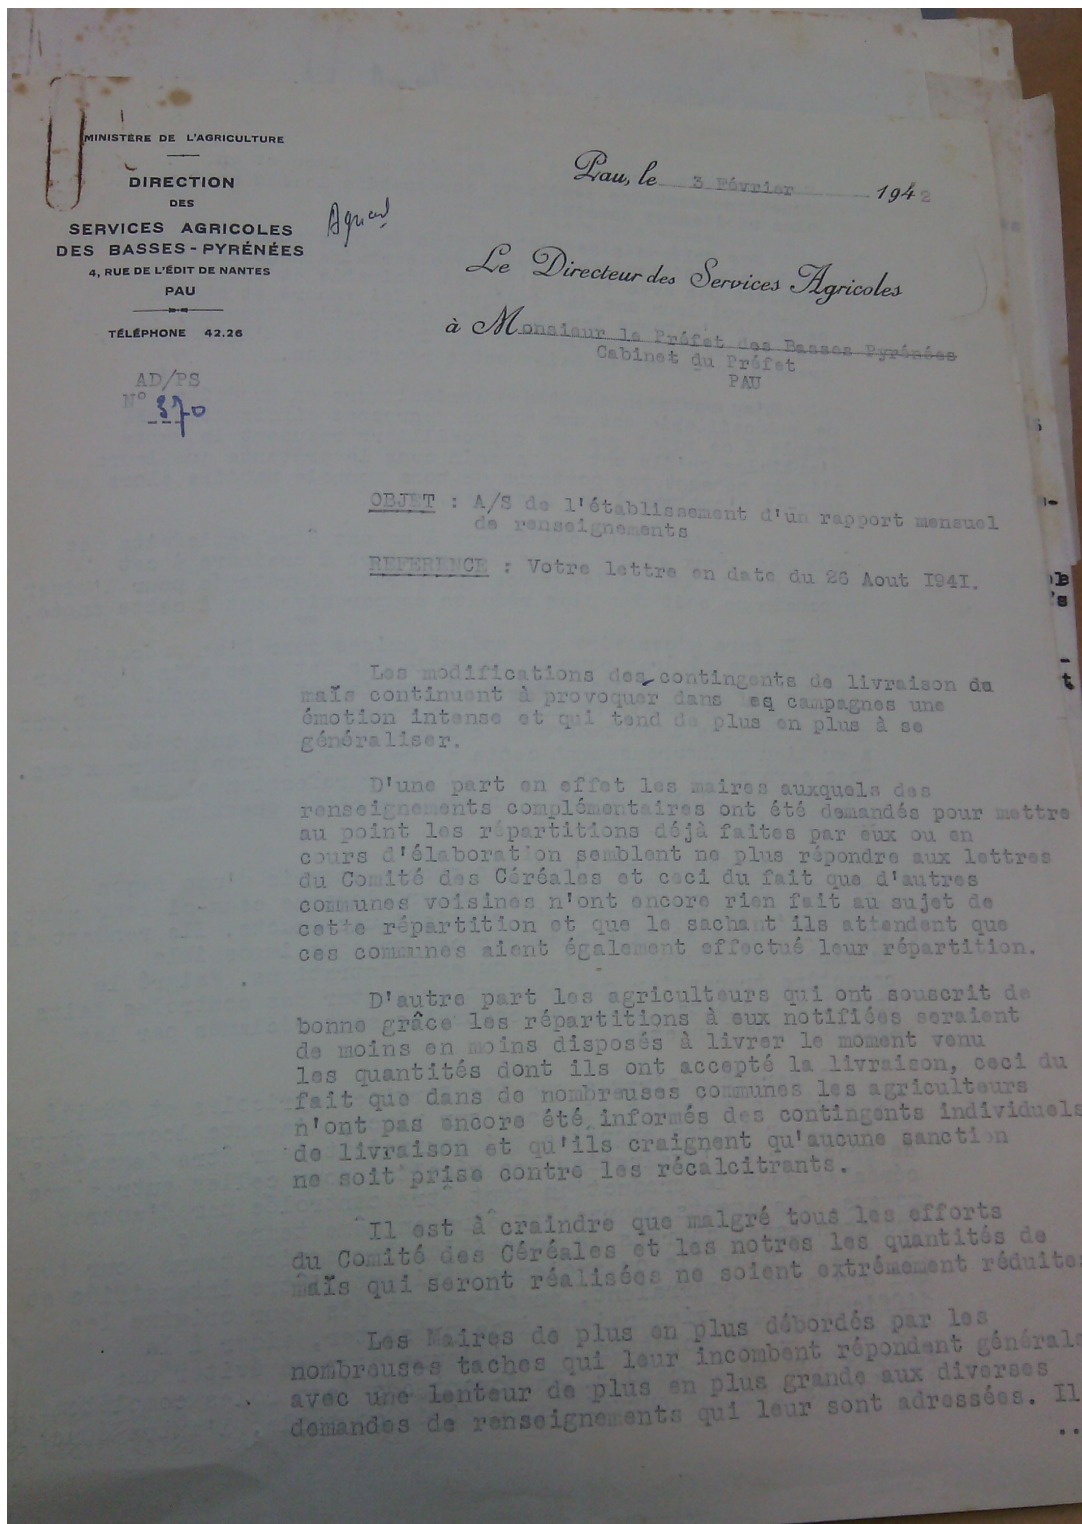 MINISTÈRE DE L'AGRICULTURE
DIRECTION
DES
SERVICES AGRICOLES
DES BASSES-PYRÉNÉES
4, RUE DE L'ÉDIT DE NANTES
PAU
TÉLÉPHONE 42.26
AD/PS
N° 370
Pau, le 3 Février 1942
Le Directeur des Services Agricoles
à Monsieur le Préfet des Basses Pyrénées
Cabinet du Préfet
PAU
OBJET : A/S de l'établissement d'un rapport mensuel
de renseignements
REFERENCE : Votre lettre en date du 26 Aout I94I.
Les modifications des contingents de livraison du
maïs continuent à provoquer dans les campagnes une
émotion intense et qui tend de plus en plus à se
généraliser.
D'une part en effet les maires auxquels des
renseignements complémentaires ont été demandés pour mettre
au point les répartitions déjà faites par eux ou en
cours d'élaboration semblent ne plus répondre aux lettres
du Comité des Céréales et ceci du fait que d'autres
communes voisines n'ont encore rien fait au sujet de
cette répartition et que le sachant ils attendent que
ces communes aient également effectué leur répartition.
D'autre part les agriculteurs qui ont souscrit de
bonne grâce les répartitions à eux notifiées seraient
de moins en moins disposés à livrer le moment venu
les quantités dont ils ont accepté la livraison, ceci du
fait que dans de nombreuses communes les agriculteurs
n'ont pas encore été informés des contingents individuels
de livraison et qu'ils craignent qu'aucune sanction
ne soit prise contre les récalcitrants.
Il est à craindre que malgré tous les efforts
du Comité des Céréales et les notres les quantités de
maïs qui seront réalisées ne soient extrémement réduites
Les Maires de plus en plus débordés par les
nombreuses taches qui leur incombent répondent générale
avec une lenteur de plus en plus grande aux diverses
demandes de renseignements qui leur sont adressées. Il
..